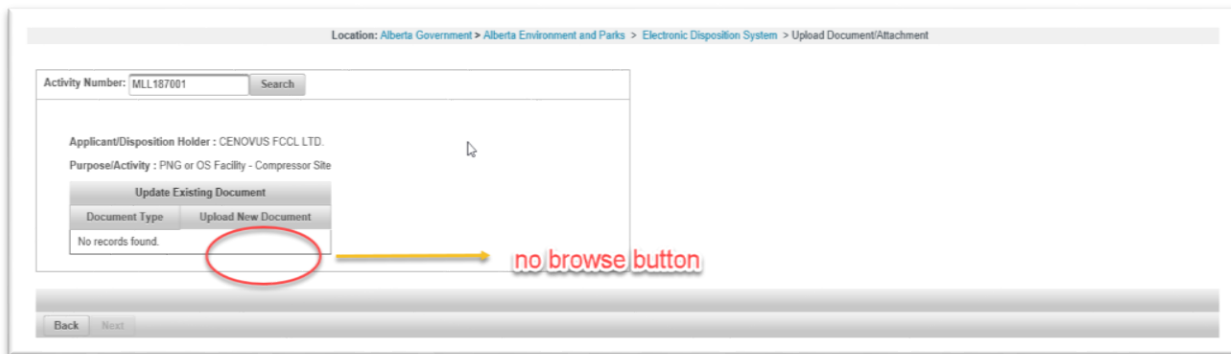 Location: Alberta Government > Alberta Environment and Parks > Electronic Disposition System > Upload Document/Attachment
Activity Number: MLL187001 Search
Applicant/Disposition Holder : CENOVUS FCCL LTD.
Purpose/Activity : PNG or OS Facility - Compressor Site
Update Existing Document
Document Type Upload New Document
No records found.
no browse button
Back Next